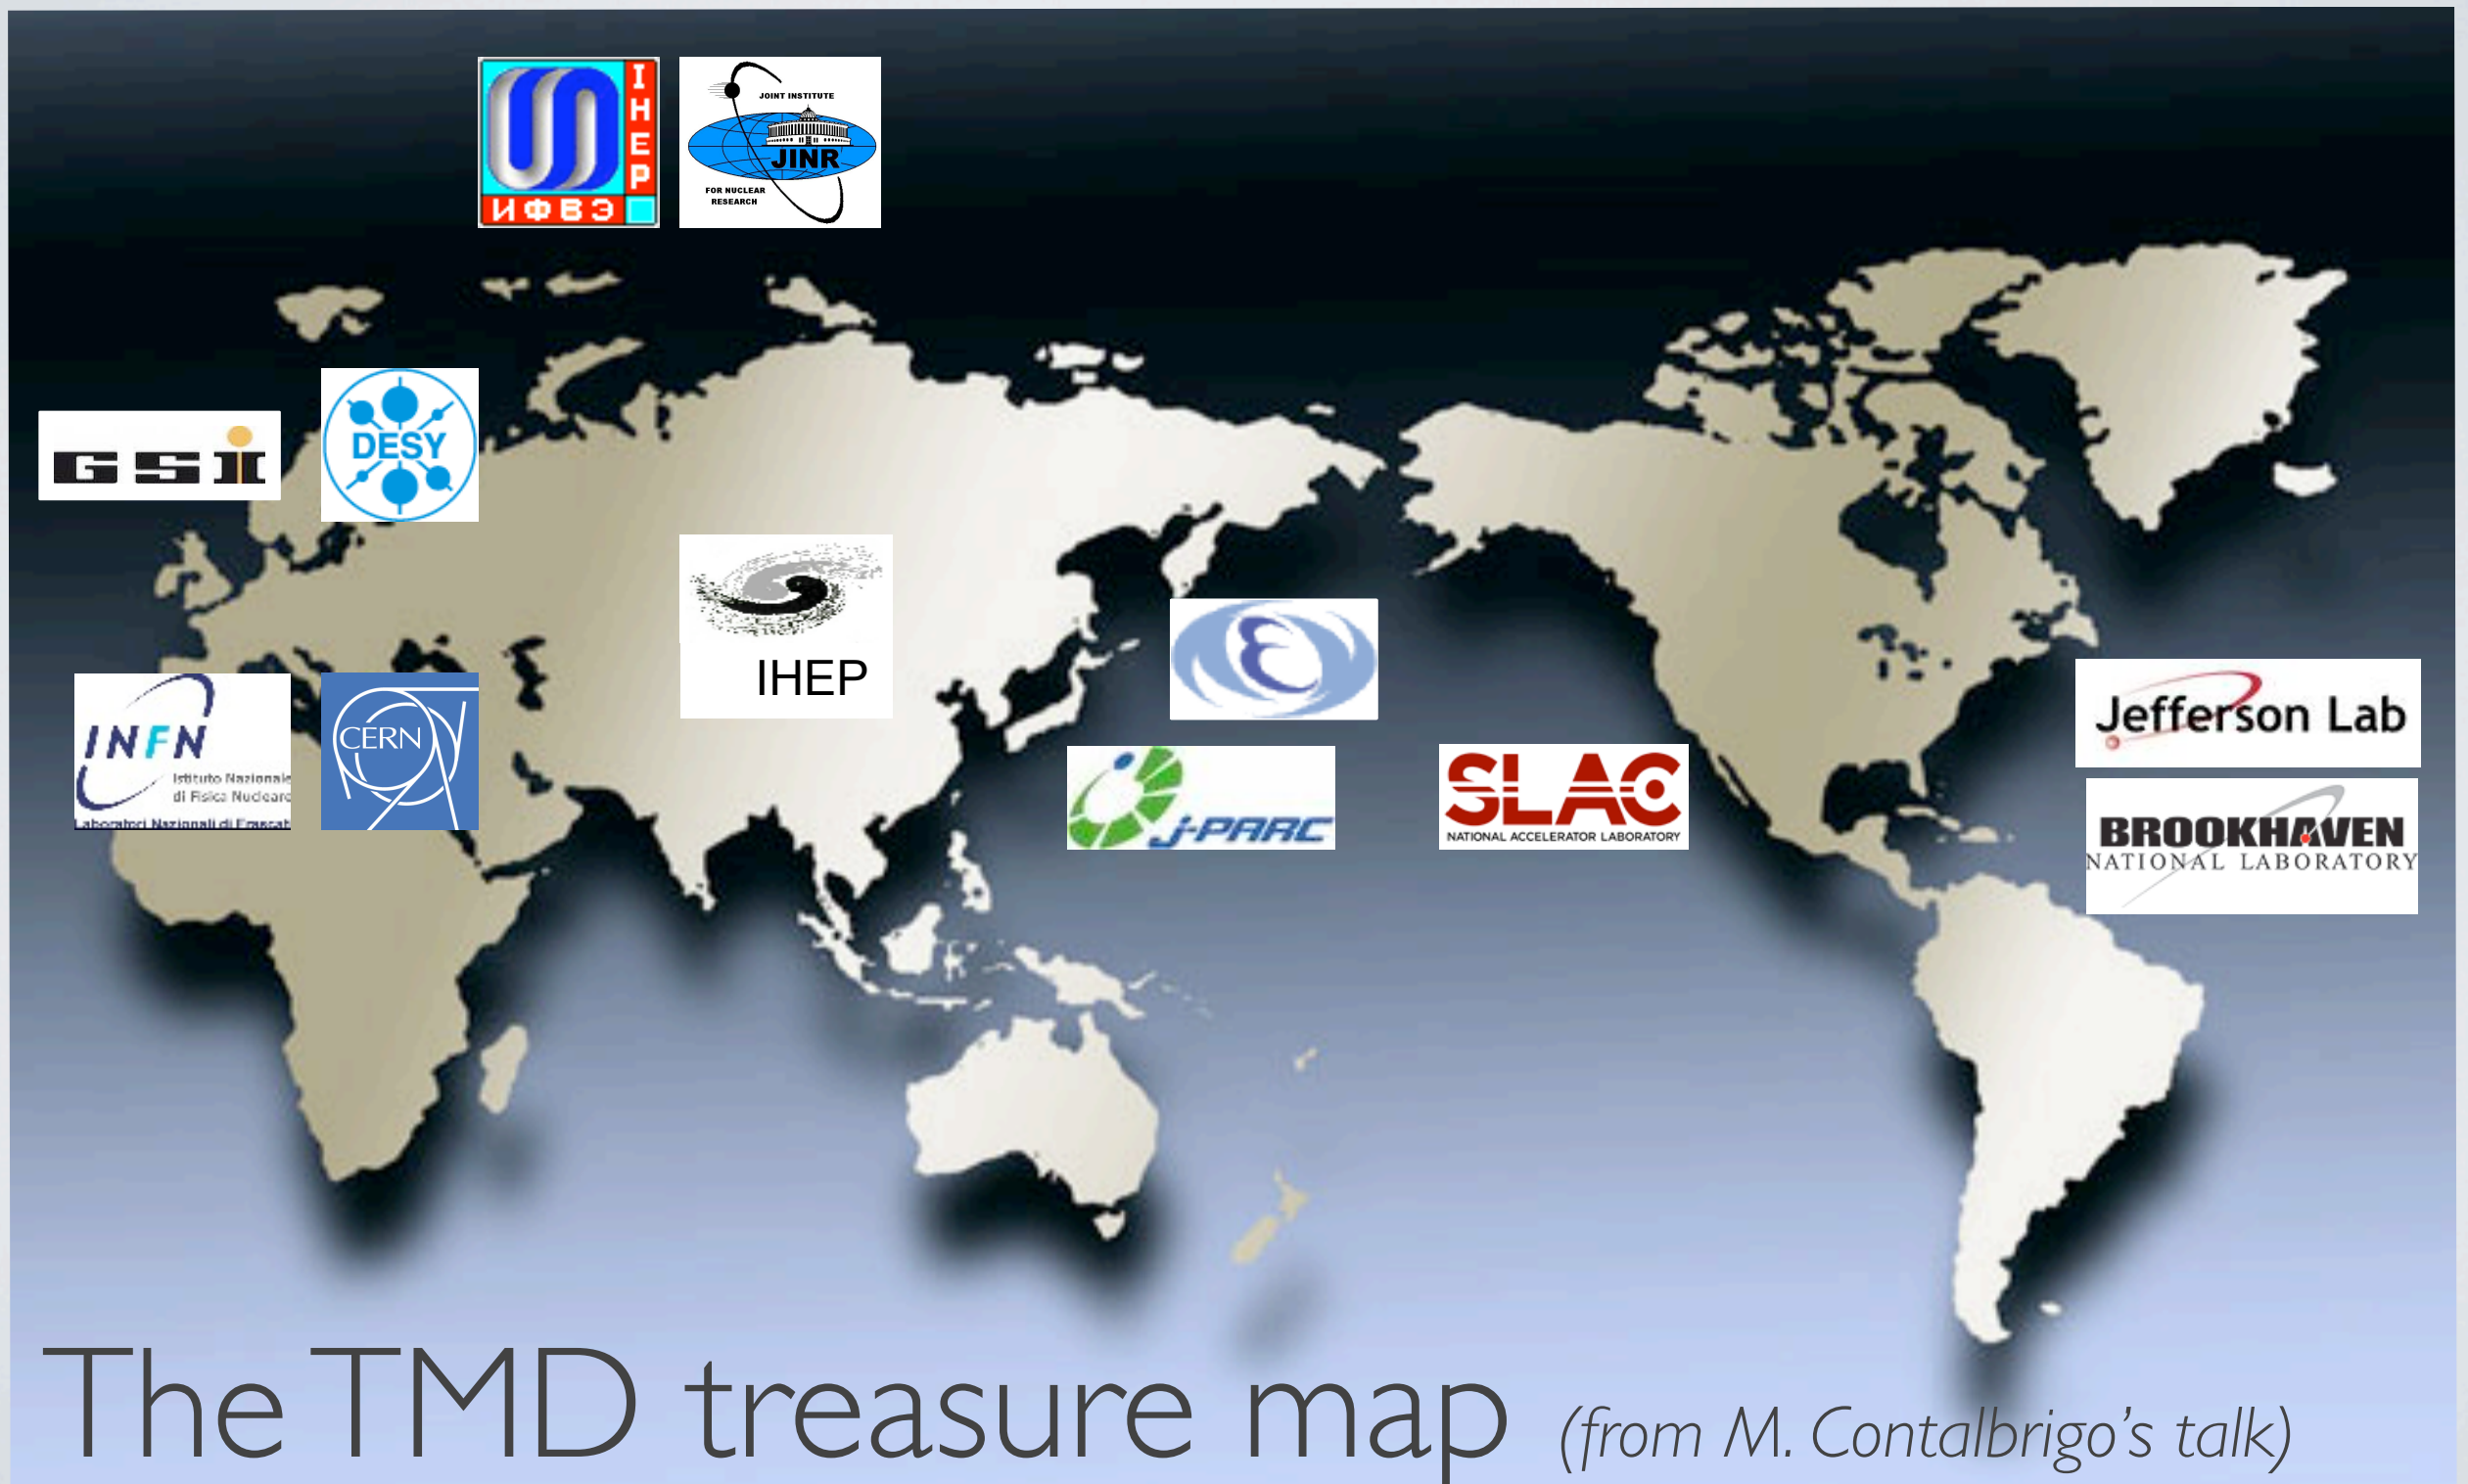 IHEP
ИФВЭ
JOINT INSTITUTE
JINR
FOR NUCLEAR
RESEARCH
GSI
DESY
IHEP
INFN
Istituto Nazionale
di Fisica Nucleare
Laboratori Nazionali di Frascati
CERN
j-PARC
SLAC
NATIONAL ACCELERATOR LABORATORY
Jefferson Lab
BROOKHAVEN
NATIONAL LABORATORY
The TMD treasure map (from M. Contalbrigo's talk)